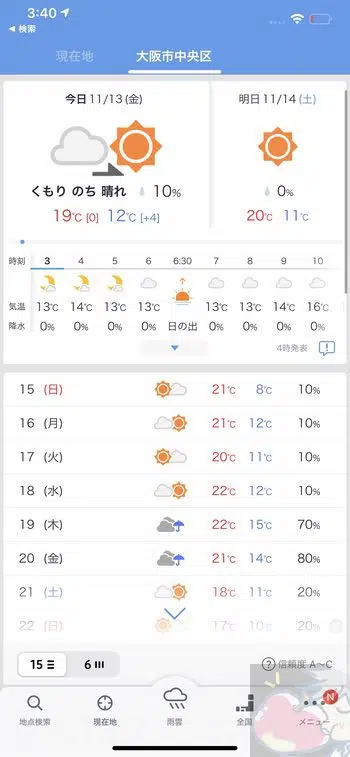 3:40
◀ 検索
現在地 大阪市中央区
今日 11/13 (金) 明日 11/14 (土)
くもり のち 晴れ 10% 0%
19℃ [0] 12℃ [+4] 20℃ 11℃
時刻 3 4 5 6 6:30 7 8 9 10
気温 13℃ 14℃ 13℃ 13℃ 13℃ 13℃ 14℃ 16℃
降水 0% 0% 0% 0% 日の出 0% 0% 0% 0%
4時発表
15 (日) 21℃ 8℃ 10%
16 (月) 21℃ 12℃ 10%
17 (火) 20℃ 11℃ 10%
18 (水) 22℃ 12℃ 10%
19 (木) 22℃ 15℃ 70%
20 (金) 21℃ 14℃ 80%
21 (土) 18℃ 11℃ 20%
22 (日) 17℃ 10℃ 20%
15 6 ? 信頼度 A〜C
N
地点検索 現在地 雨雲 全国 メニュー